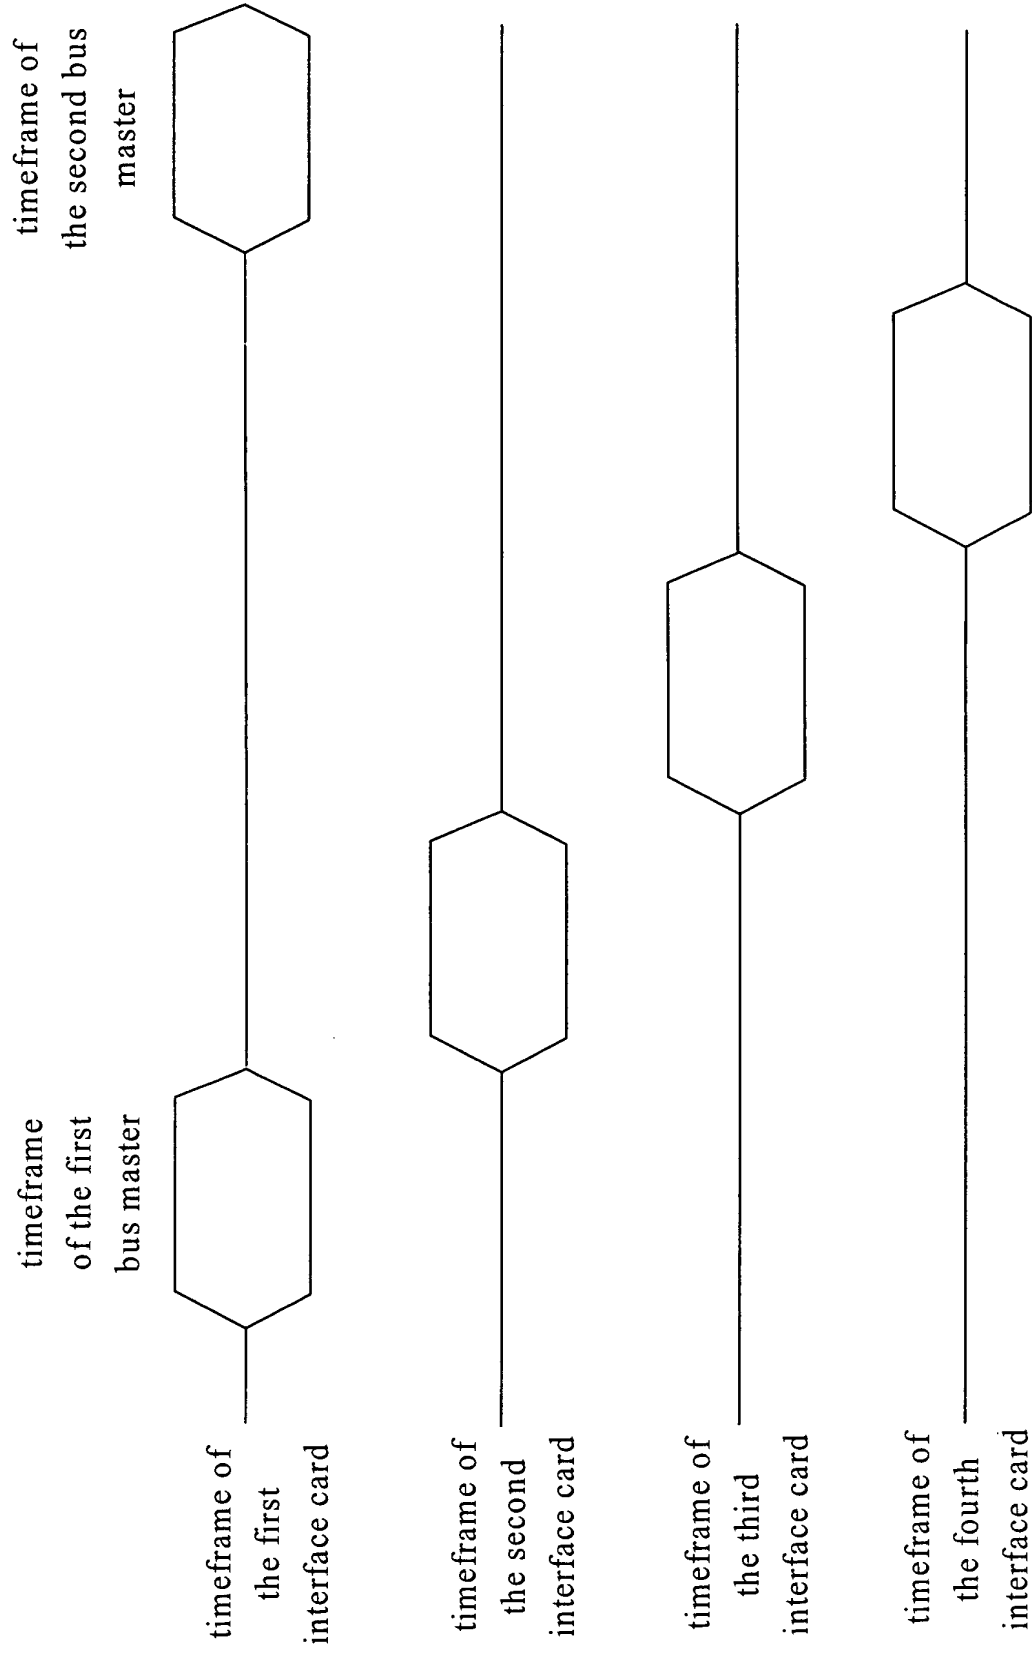 timeframe
of the first
bus master
timeframe of
the second bus
master
timeframe of
the first
interface card
timeframe of
the second
interface card
timeframe of
the third
interface card
timeframe of
the fourth
interface card